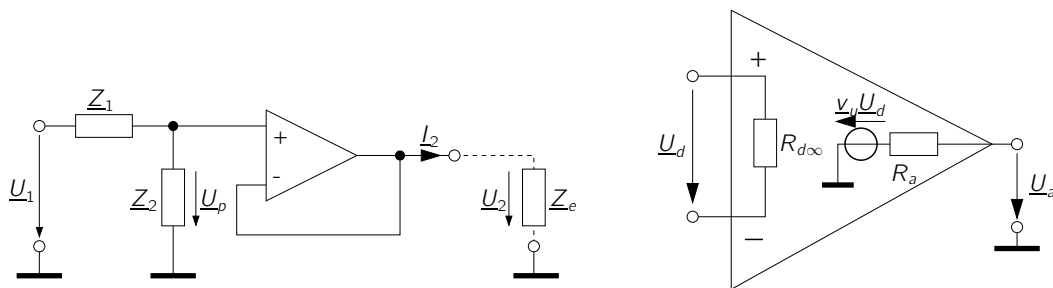 Z1
U1
Z2
Up
+
-
I2
U2
Ze
Ud
+
−
Rd∞
vuUd
Ra
Ua